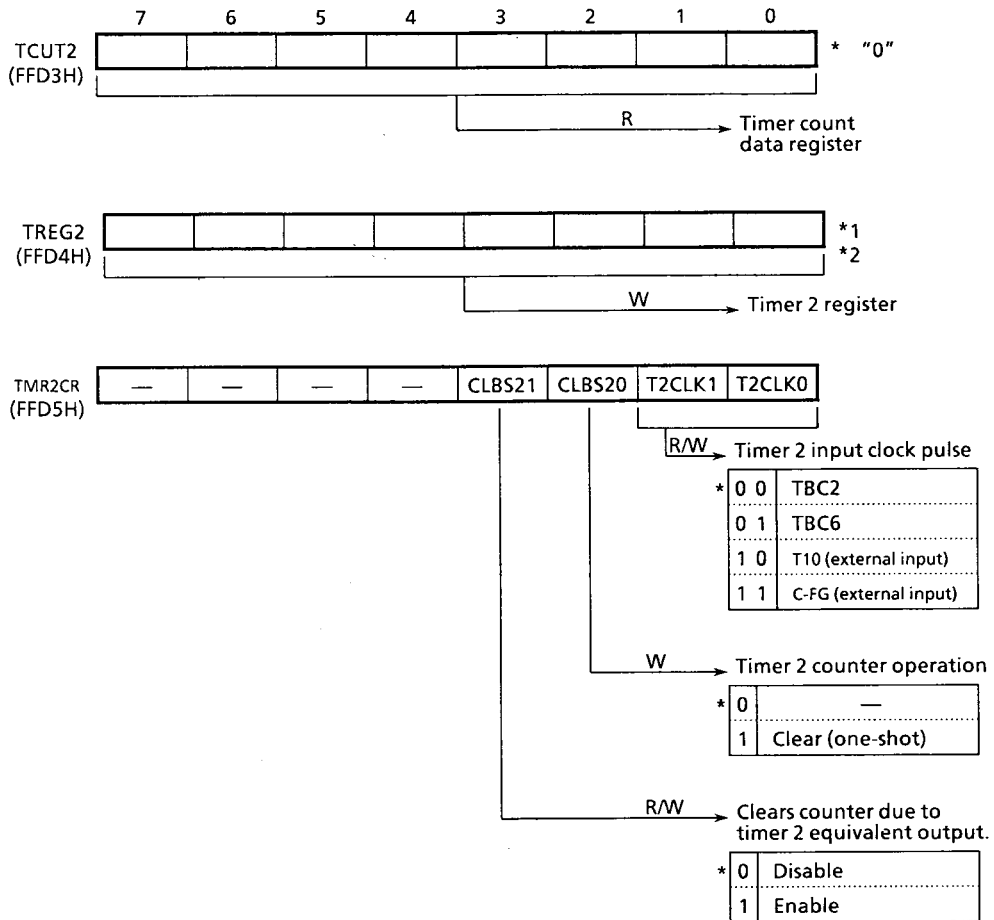 7 6 5 4 3 2 1 0
TCUT2
(FFD3H)
* "0"
R
Timer count
data register
TREG2
(FFD4H)
*1
*2
W
Timer 2 register
TMR2CR
(FFD5H)
— — — — CLBS21 CLBS20 T2CLK1 T2CLK0
R/W
Timer 2 input clock pulse
* 0 0 TBC2
0 1 TBC6
1 0 T10 (external input)
1 1 C-FG (external input)
W
Timer 2 counter operation
* 0 —
1 Clear (one-shot)
R/W
Clears counter due to
timer 2 equivalent output.
* 0 Disable
1 Enable